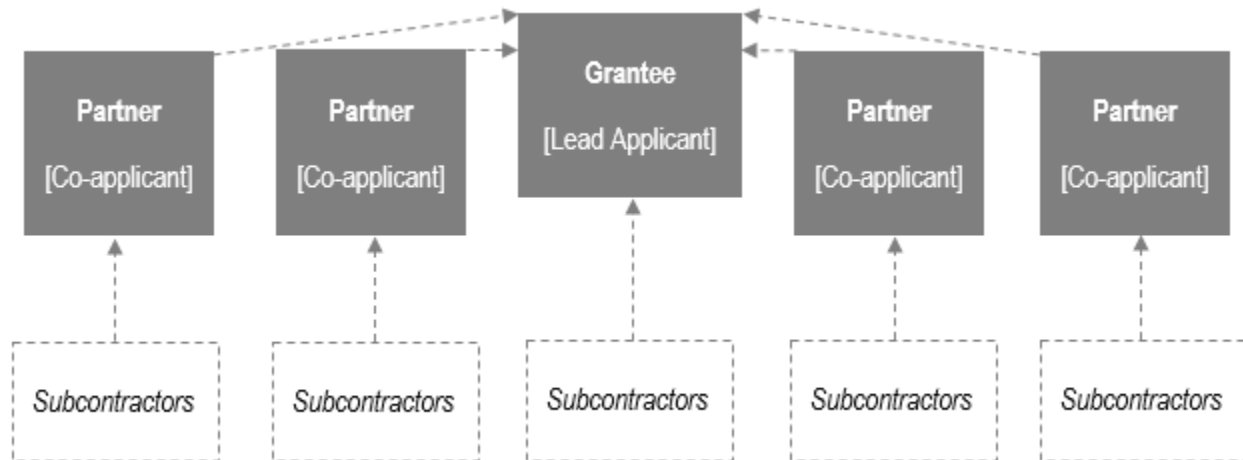 Partner
[Co-applicant]
Partner
[Co-applicant]
Grantee
[Lead Applicant]
Partner
[Co-applicant]
Partner
[Co-applicant]
Subcontractors
Subcontractors
Subcontractors
Subcontractors
Subcontractors